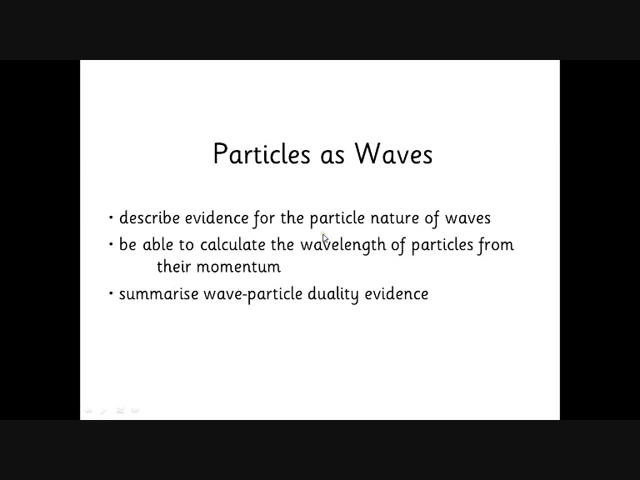 Particles as Waves
• describe evidence for the particle nature of waves
• be able to calculate the wavelength of particles from
their momentum
• summarise wave-particle duality evidence